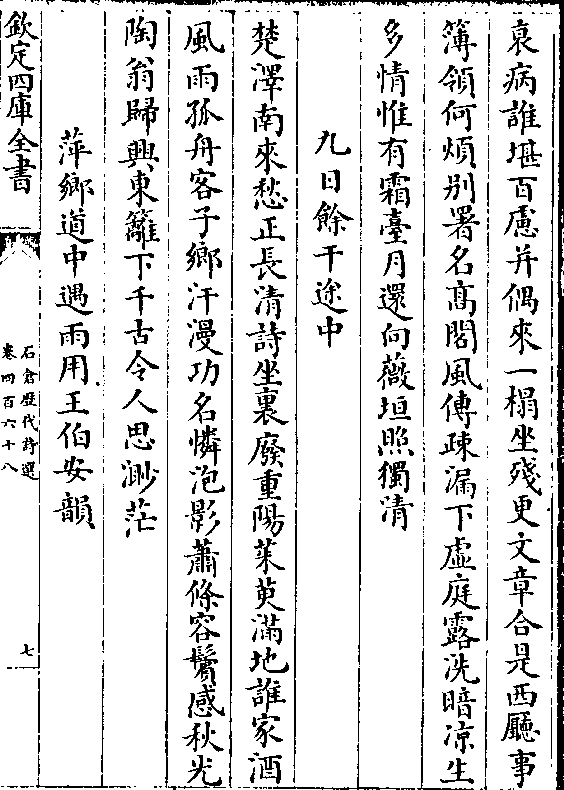 衰病誰堪百慮并偶來一榻坐殘更文章合是西廳事
簿領何煩别署名髙閣風傳疎漏下虚庭露洗暗凉生
多情惟有霜臺月還向薇垣照獨清
九日餘干途中
楚澤南來愁正長清詩坐裏廢重陽茱萸滿地誰家酒
風雨孤舟客子鄉汗漫功名憐泡影蕭條容鬢感秋光
陶翁歸興東籬下千古令人思渺茫
萍鄉道中遇雨用王伯安韻
欽定四庫全書
石倉歷代詩選
卷四百六十八
七